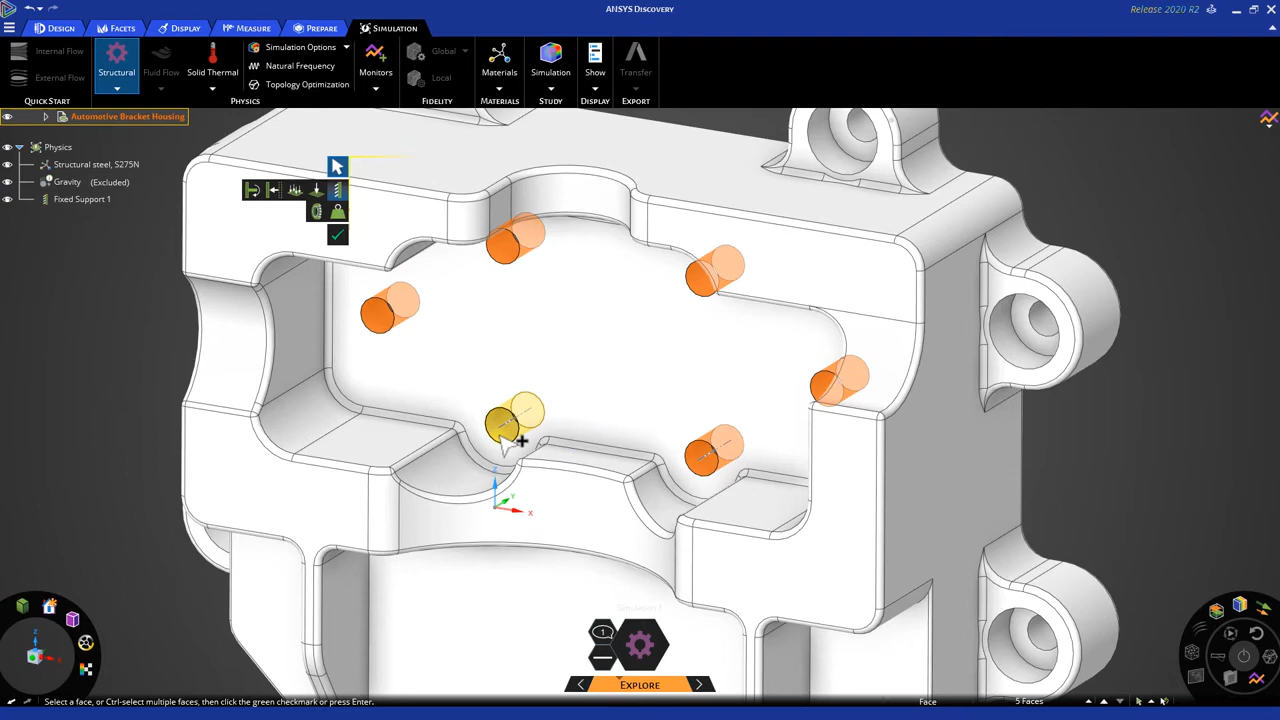 ANSYS Discovery
Release 2020 R2
DESIGN
FACETS
DISPLAY
MEASURE
PREPARE
SIMULATION
Internal Flow
External Flow
QUICK START
Structural
Fluid Flow
Solid Thermal
Simulation Options
Natural Frequency
Topology Optimization
PHYSICS
Monitors
Global
Local
FIDELITY
Materials
MATERIALS
Simulation
STUDY
Show
DISPLAY
Transfer
EXPORT
Automotive Bracket Housing
Physics
Structural steel, S275N
Gravity (Excluded)
Fixed Support 1
Z
Y
X
Simulation 1
1
EXPLORE
Z
X
Select a face, or Ctrl-select multiple faces, then click the green checkmark or press Enter.
Face
5 Faces